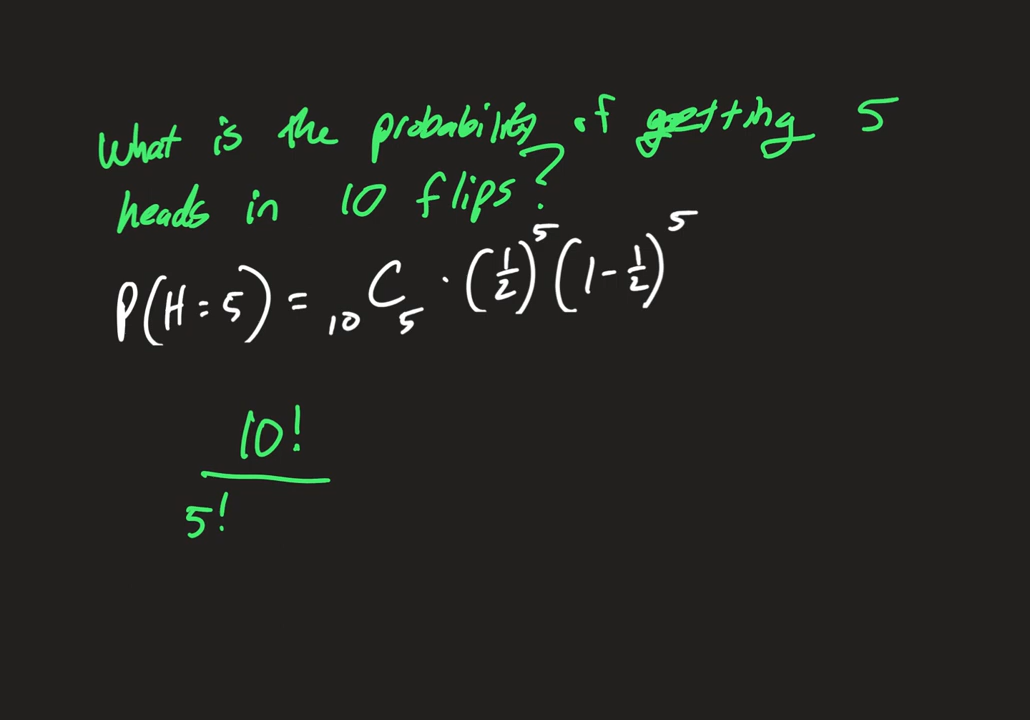 What is the probability of getting 5
heads in 10 flips?
P(H = 5) = ₁₀C₅ · (1/2)⁵ (1 - 1/2)⁵
10!
5!